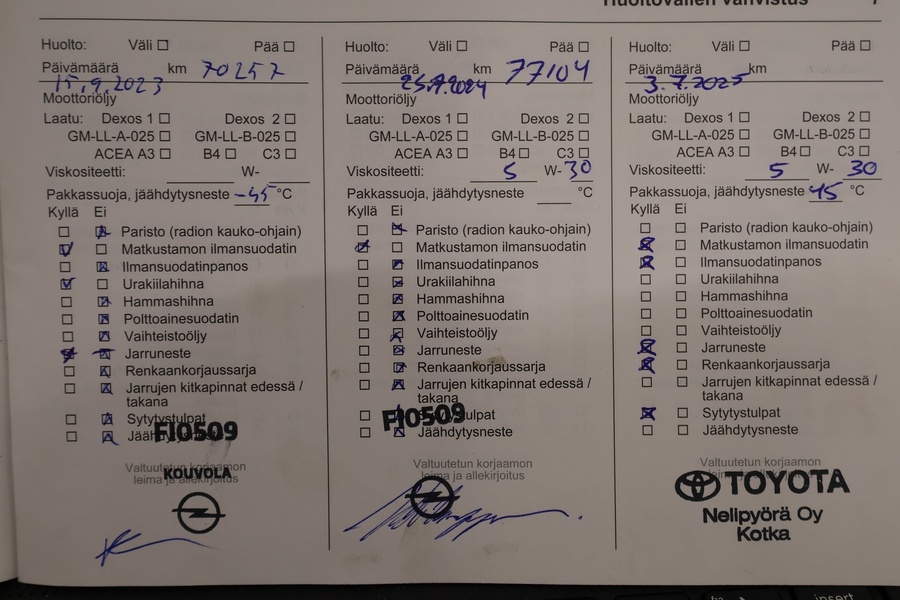 Huoltovälien vahvistus
Huolto: Väli Pää
Päivämäärä km 70257
15.9.2023
Moottoriöljy
Laatu: Dexos 1 Dexos 2
GM-LL-A-025 GM-LL-B-025
ACEA A3 B4 C3
Viskositeetti: W-
Pakkassuoja, jäähdytysneste -45 °C
Kyllä Ei
Paristo (radion kauko-ohjain)
Matkustamon ilmansuodatin
Ilmansuodatinpanos
Urakiilahihna
Hammashihna
Polttoainesuodatin
Vaihteistoöljy
Jarruneste
Renkaankorjaussarja
Jarrujen kitkapinnat edessä /
takana
Sytytystulpat
Jäähdytysneste
FI0509
Valtuutetun korjaamon
leima ja allekirjoitus
KOUVOLA
Huolto: Väli Pää
Päivämäärä km 77104
Moottoriöljy
Laatu: Dexos 1 Dexos 2
GM-LL-A-025 GM-LL-B-025
ACEA A3 B4 C3
Viskositeetti: 5 W-30
Pakkassuoja, jäähdytysneste °C
Kyllä Ei
Paristo (radion kauko-ohjain)
Matkustamon ilmansuodatin
Ilmansuodatinpanos
Urakiilahihna
Hammashihna
Polttoainesuodatin
Vaihteistoöljy
Jarruneste
Renkaankorjaussarja
Jarrujen kitkapinnat edessä /
takana
Sytytystulpat
FI0509
Jäähdytysneste
Valtuutetun korjaamon
leima ja allekirjoitus
Huolto: Väli Pää
Päivämäärä km
3.7.2025
Moottoriöljy
Laatu: Dexos 1 Dexos 2
GM-LL-A-025 GM-LL-B-025
ACEA A3 B4 C3
Viskositeetti: 5 W-30
Pakkassuoja, jäähdytysneste 45 °C
Kyllä Ei
Paristo (radion kauko-ohjain)
Matkustamon ilmansuodatin
Ilmansuodatinpanos
Urakiilahihna
Hammashihna
Polttoainesuodatin
Vaihteistoöljy
Jarruneste
Renkaankorjaussarja
Jarrujen kitkapinnat edessä /
takana
Sytytystulpat
Jäähdytysneste
Valtuutetun korjaamon
leima ja allekirjoitus
TOYOTA
Nelipyörä Oy
Kotka
insert